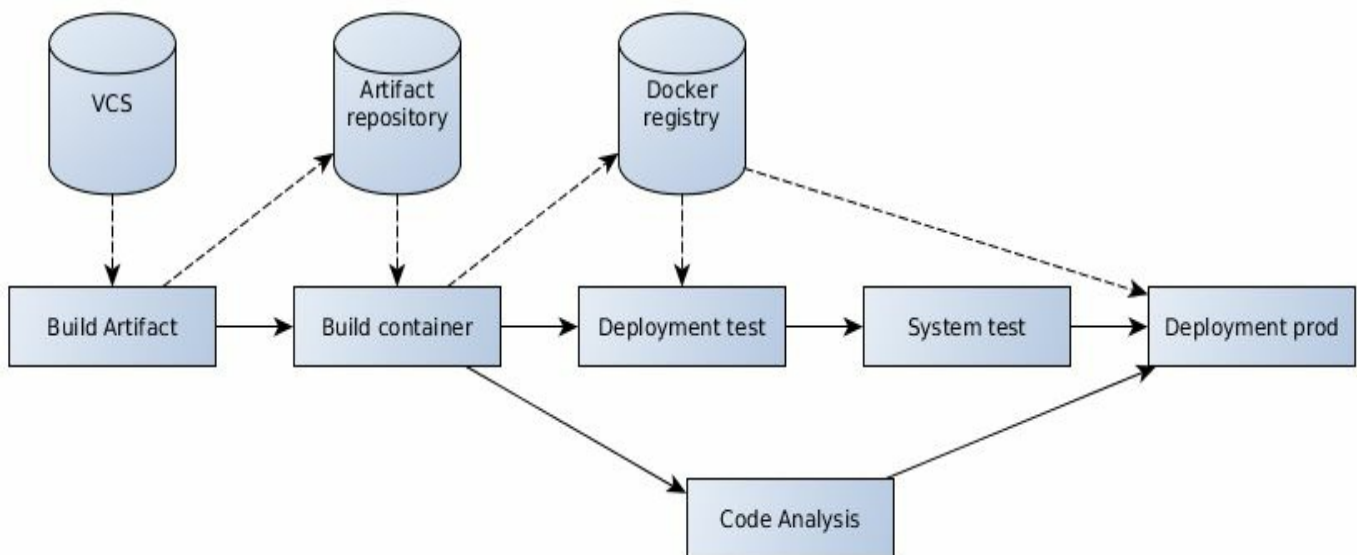 VCS
Artifact
repository
Docker
registry
Build Artifact
Build container
Deployment test
System test
Deployment prod
Code Analysis